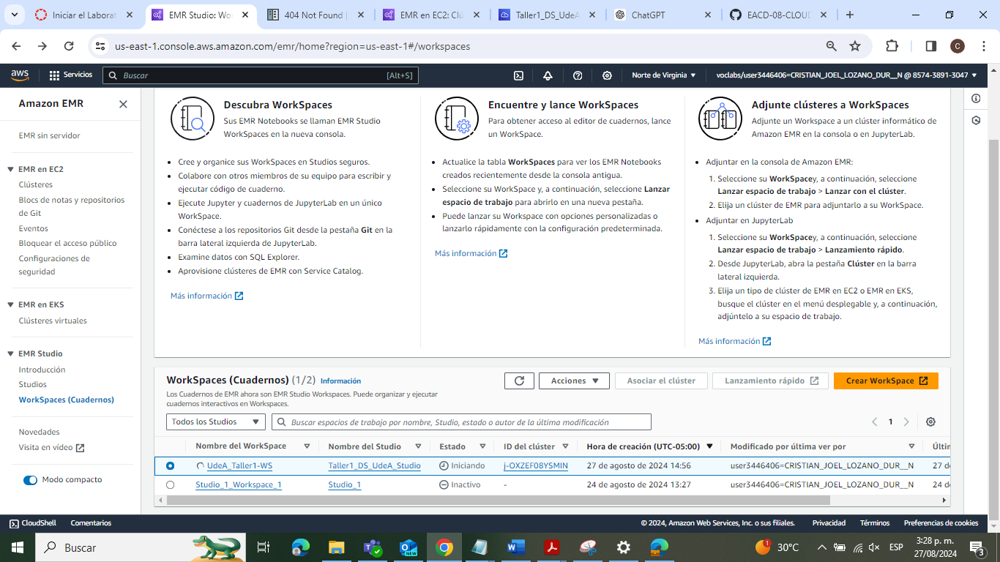 Iniciar el Laborat
EMR Studio: Wo
404 Not Found
EMR en EC2: Clú
Taller1_DS_UdeA
ChatGPT
EACD-08-CLOUD
us-east-1.console.aws.amazon.com/emr/home?region=us-east-1#/workspaces
C
aws
Servicios
Buscar
[Alt+S]
Norte de Virginia
voclabs/user3446406=CRISTIAN_JOEL_LOZANO_DUR__N @ 8574-3891-3047
Amazon EMR
EMR sin servidor
EMR en EC2
Clústeres
Blocs de notas y repositorios
de Git
Eventos
Bloquear el acceso público
Configuraciones de
seguridad
EMR en EKS
Clústeres virtuales
EMR Studio
Introducción
Studios
WorkSpaces (Cuadernos)
Novedades
Visita en vídeo
Modo compacto
Descubra WorkSpaces
Sus EMR Notebooks se llaman EMR Studio
WorkSpaces en la nueva consola.
• Cree y organice sus WorkSpaces en Studios seguros.
• Colabore con otros miembros de su equipo para escribir y
ejecutar código de cuaderno.
• Ejecute Jupyter y cuadernos de JupyterLab en un único
WorkSpace.
• Conéctese a los repositorios Git desde la pestaña Git en la
barra lateral izquierda de JupyterLab.
• Examine datos con SQL Explorer.
• Aprovisione clústeres de EMR con Service Catalog.
Más información
Encuentre y lance WorkSpaces
Para obtener acceso al editor de cuadernos, lance
un WorkSpace.
• Actualice la tabla WorkSpaces para ver los EMR Notebooks
creados recientemente desde la consola antigua.
• Seleccione su WorkSpace y, a continuación, seleccione Lanzar
espacio de trabajo para abrirlo en una nueva pestaña.
• Puede lanzar su Workspace con opciones personalizadas o
lanzarlo rápidamente con la configuración predeterminada.
Más información
Adjunte clústeres a WorkSpaces
Adjunte un Workspace a un clúster informático de
Amazon EMR en la consola o en JupyterLab.
• Adjuntar en la consola de Amazon EMR:
1. Seleccione su WorkSpacey, a continuación, seleccione
Lanzar espacio de trabajo > Lanzar con el clúster.
2. Elija un clúster de EMR para adjuntarlo a su WorkSpace.
• Adjuntar en JupyterLab
1. Seleccione su WorkSpacey, a continuación, seleccione
Lanzar espacio de trabajo > Lanzamiento rápido.
2. Desde JupyterLab, abra la pestaña Clúster en la barra
lateral izquierda.
3. Elija un tipo de clúster de EMR en EC2 o EMR en EKS,
busque el clúster en el menú desplegable y, a continuación,
adjúntelo a su espacio de trabajo.
Más información
WorkSpaces (Cuadernos) (1/2) Información
Los Cuadernos de EMR ahora son EMR Studio Workspaces. Puede organizar y ejecutar
cuadernos interactivos en Workspaces.
Acciones
Asociar el clúster
Lanzamiento rápido
Crear WorkSpace
Todos los Studios
Buscar espacios de trabajo por nombre, Studio, estado o autor de la última modificación
1
Nombre del WorkSpace Nombre del Studio Estado ID del clúster Hora de creación (UTC-05:00) Modificado por última ver por Últin
UdeA_Taller1-WS Taller1_DS_UdeA_Studio Iniciando j-OXZEF08YSMIN 27 de agosto de 2024 14:56 user3446406=CRISTIAN_JOEL_LOZANO_DUR__N 27 de
Studio_1_Workspace_1 Studio_1 Inactivo - 24 de agosto de 2024 13:27 user3446406=CRISTIAN_JOEL_LOZANO_DUR__N 24 de
CloudShell
Comentarios
© 2024, Amazon Web Services, Inc. o sus filiales.
Privacidad
Términos
Preferencias de cookies
Buscar
NEW
1
30°C
ESP
3:28 p. m.
27/08/2024
3